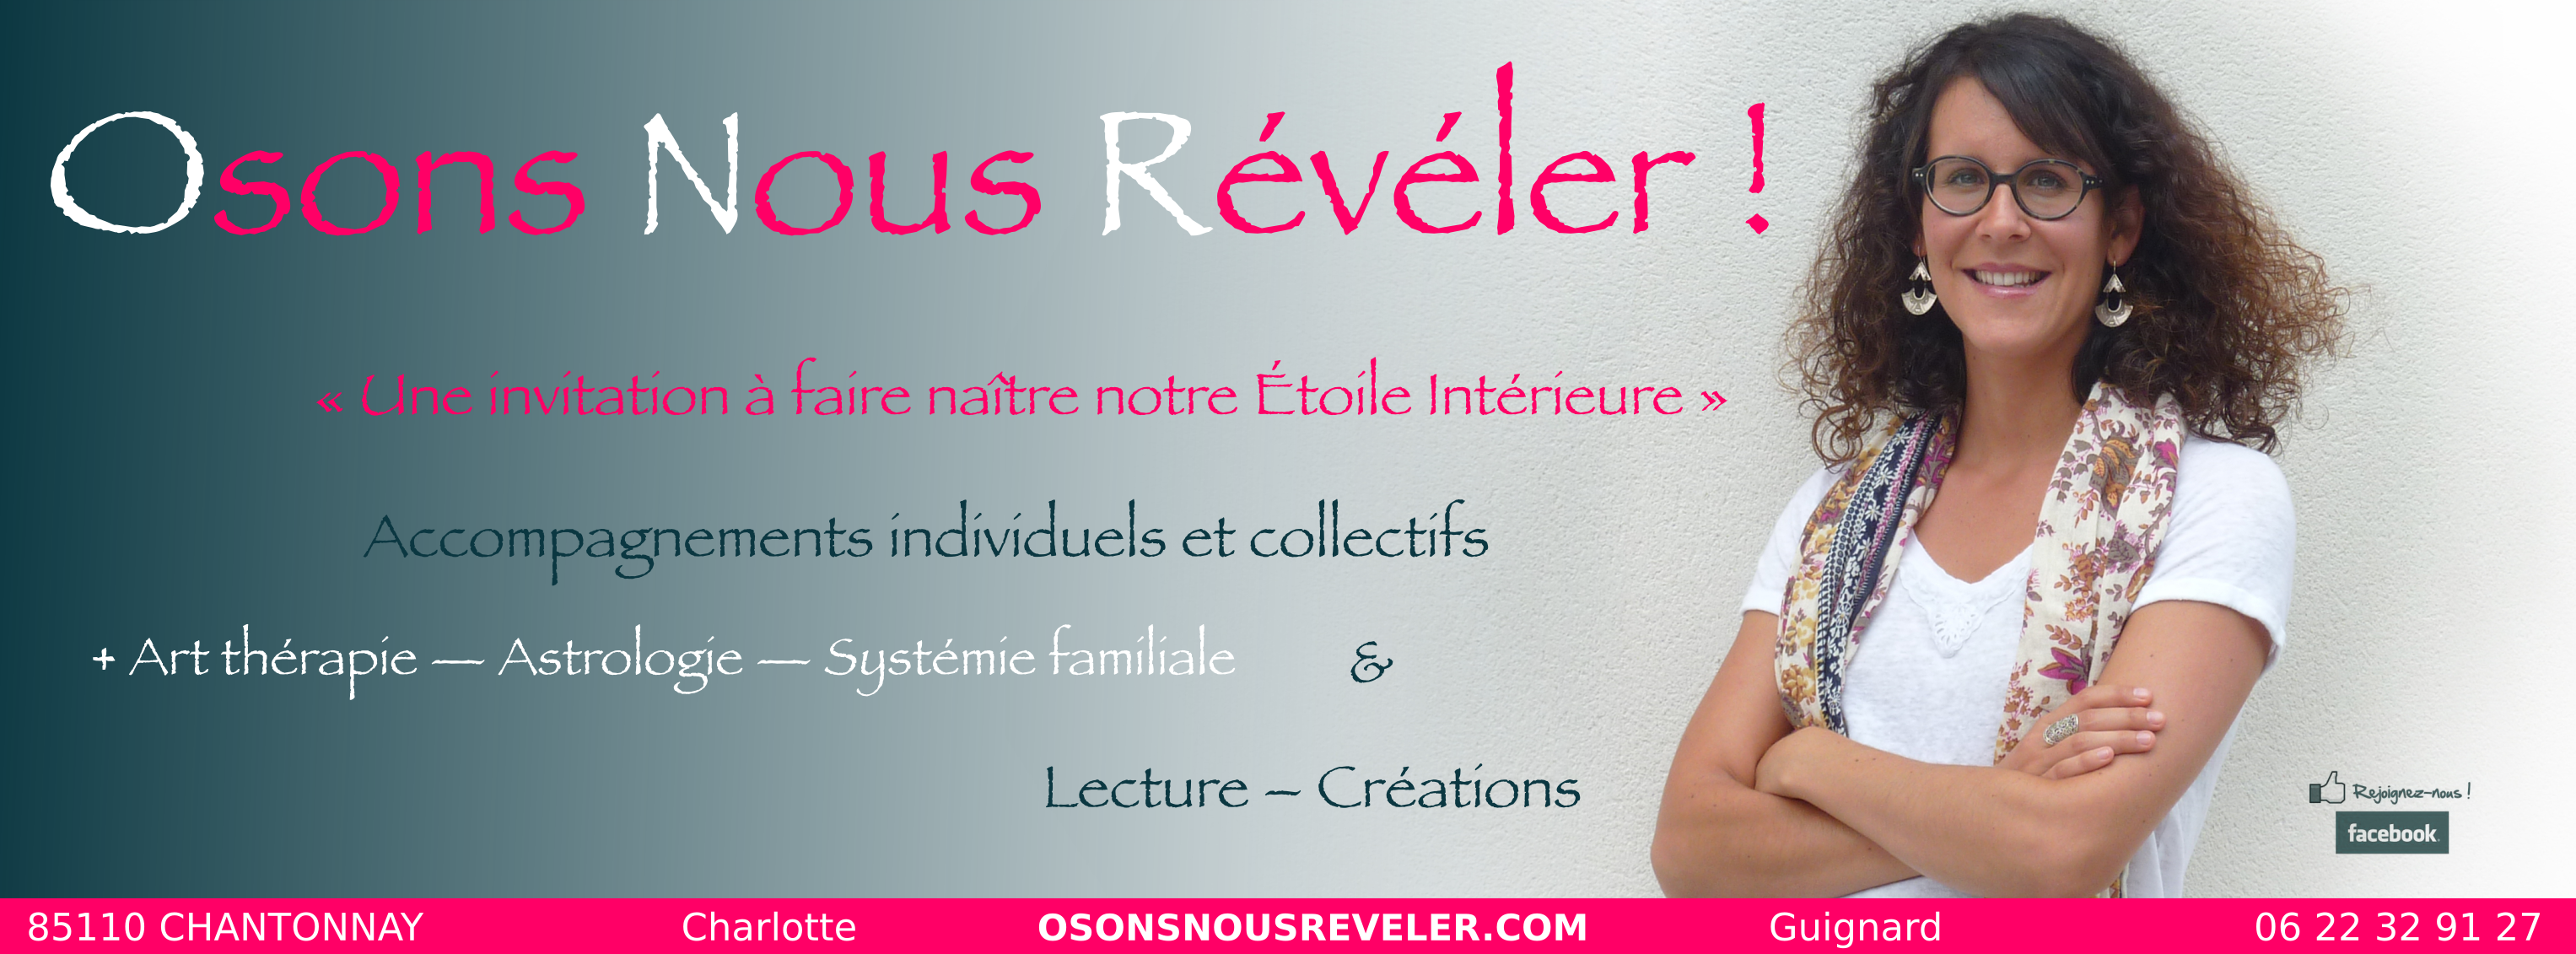 Osons Nous Révéler !
« Une invitation à faire naître notre Étoile Intérieure »
Accompagnements individuels et collectifs
+ Art thérapie — Astrologie — Systémie familiale &
Lecture – Créations
Rejoignez-nous !
facebook.
85110 CHANTONNAY Charlotte OSONSNOUSREVELER.COM Guignard 06 22 32 91 27